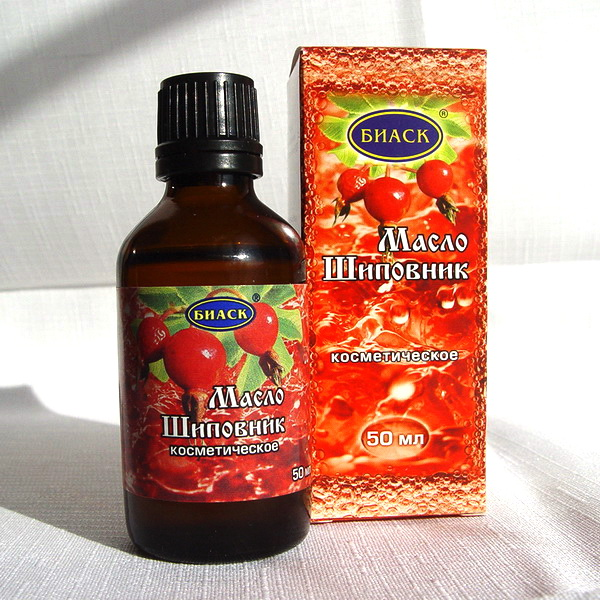 БИАСК®
Масло
Шиповник
косметическое
50 мл
БИАСК®
Масло
Шиповник
косметическое
50 мл